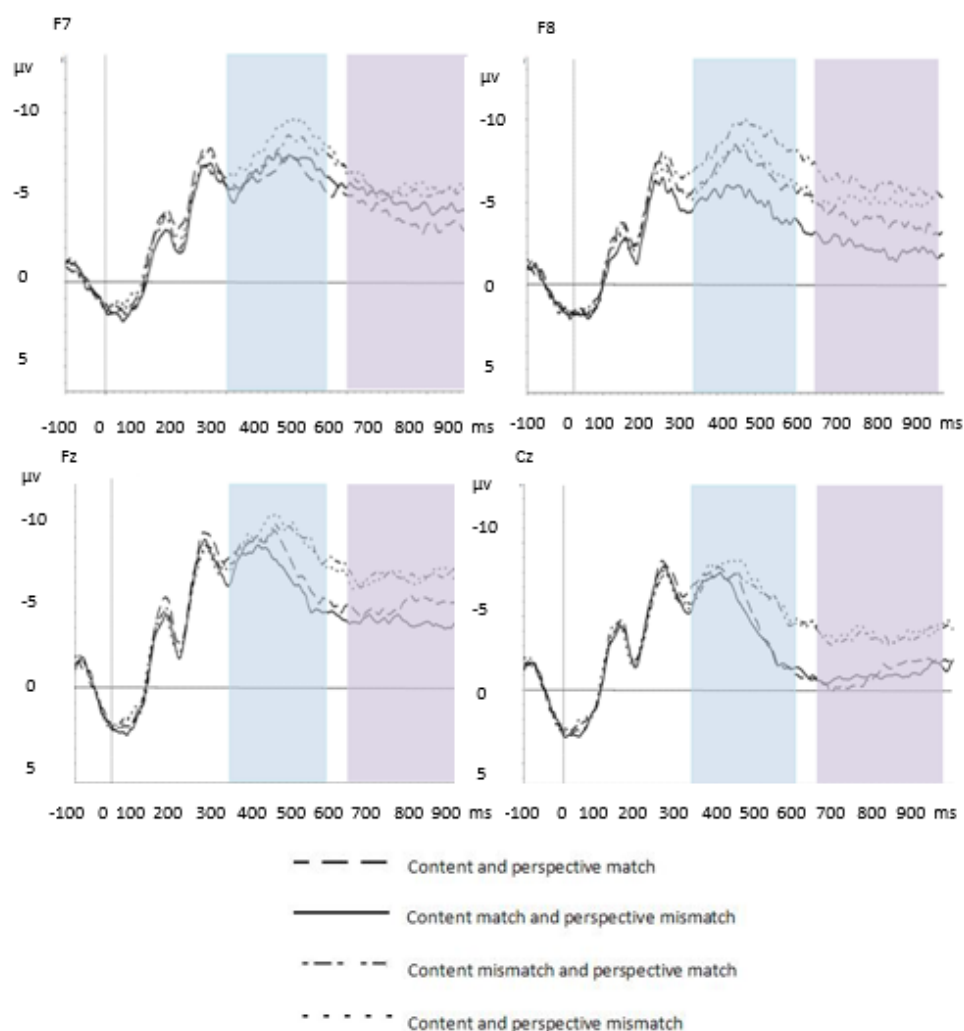 F7
F8
μv
μv
-10
-10
-5
-5
0
0
5
5
-100 0 100 200 300 400 500 600 700 800 900 ms
-100 0 100 200 300 400 500 600 700 800 900 ms
Fz
Cz
μv
μv
-10
-10
-5
-5
0
0
5
5
-100 0 100 200 300 400 500 600 700 800 900 ms
-100 0 100 200 300 400 500 600 700 800 900 ms
Content and perspective match
Content match and perspective mismatch
Content mismatch and perspective match
Content and perspective mismatch